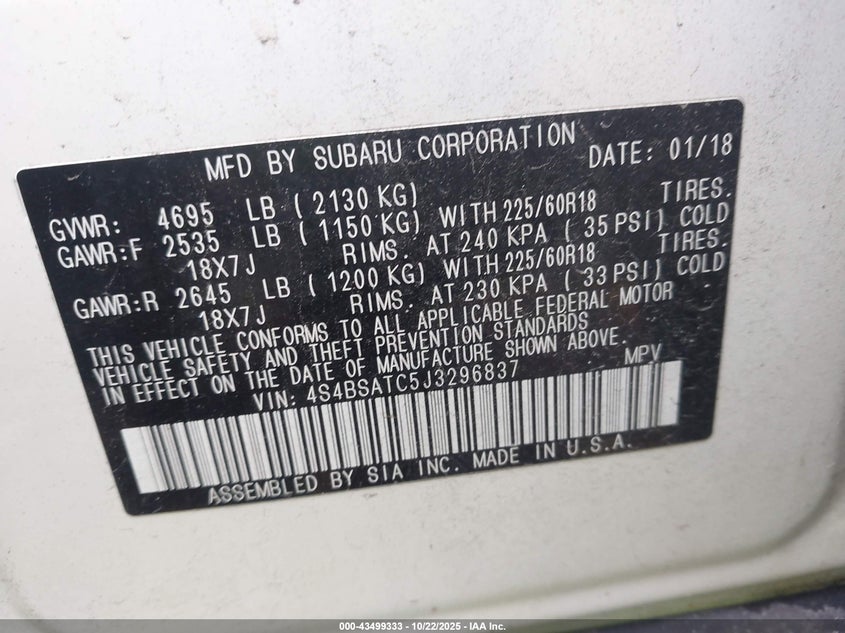 MFD BY SUBARU CORPORATION DATE: 01/18
GVWR: 4695 LB ( 2130 KG)
GAWR:F 2535 LB ( 1150 KG) WITH 225/60R18 TIRES.
18X7J RIMS. AT 240 KPA ( 35 PSI) COLD
GAWR:R 2645 LB ( 1200 KG) WITH 225/60R18 TIRES.
18X7J RIMS. AT 230 KPA ( 33 PSI) COLD
THIS VEHICLE CONFORMS TO ALL APPLICABLE FEDERAL MOTOR
VEHICLE SAFETY AND THEFT PREVENTION STANDARDS
IN EFFECT ON THE DATE OF MANUFACTURE SHOWN ABOVE.
VIN: 4S4BSATC5J3296837 MPV
ASSEMBLED BY SIA INC. MADE IN U.S.A.
000-43499333 - 10/22/2025 - IAA Inc.